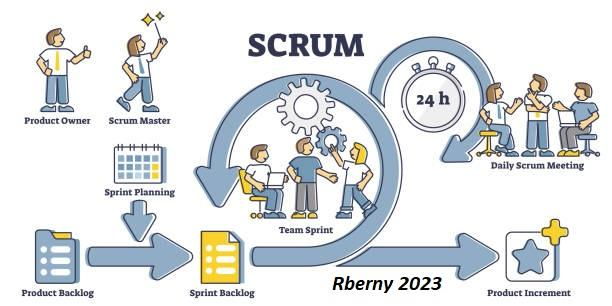 SCRUM
Product Owner
Scrum Master
24 h
Daily Scrum Meeting
Sprint Planning
Team Sprint
Product Backlog
Sprint Backlog
Rberny 2023
Product Increment